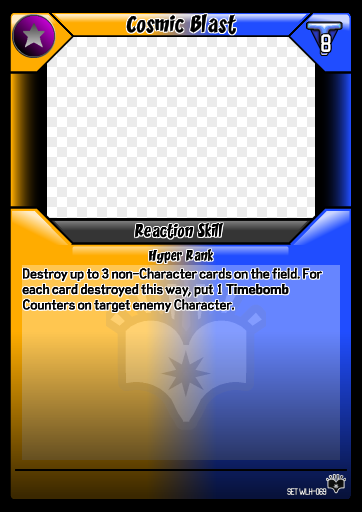 Cosmic Blast
8
Reaction Skill
Hyper Rank
Destroy up to 3 non-Character cards on the field. For
each card destroyed this way, put 1 Timebomb
Counters on target enemy Character.
SET WLH-069